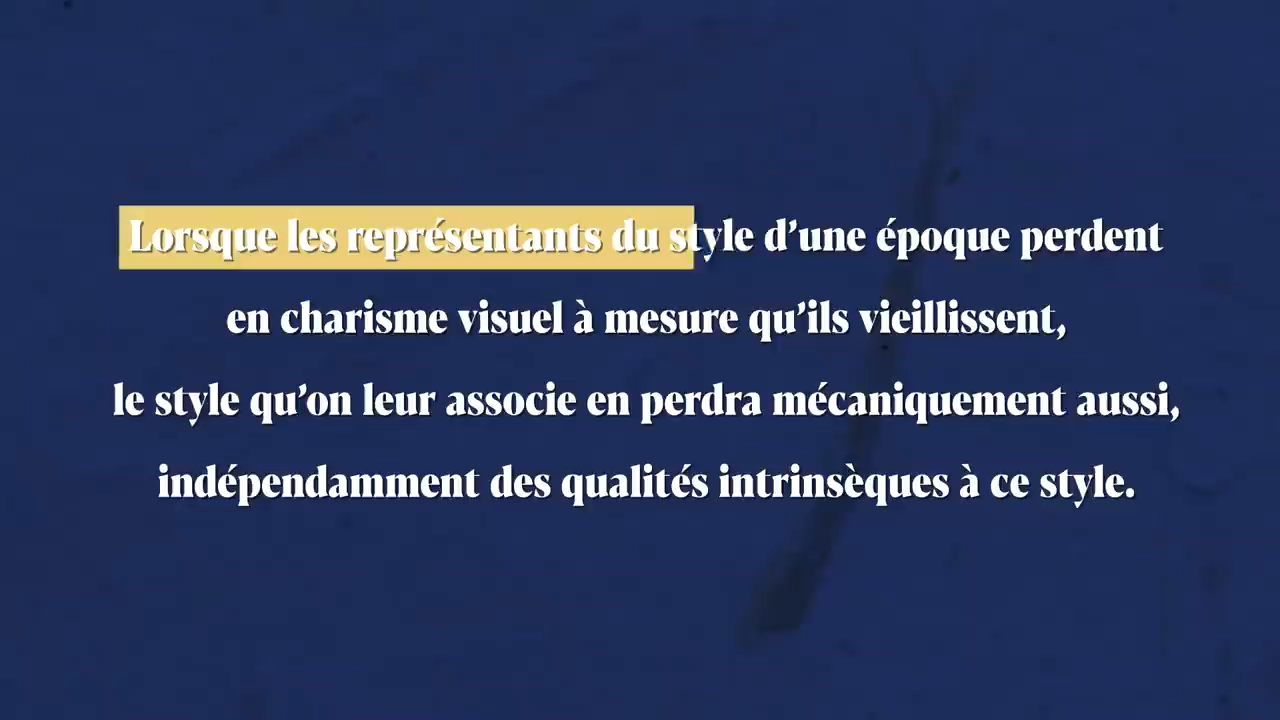 Lorsque les représentants du style d’une époque perdent
en charisme visuel à mesure qu’ils vieillissent,
le style qu’on leur associe en perdra mécaniquement aussi,
indépendamment des qualités intrinsèques à ce style.